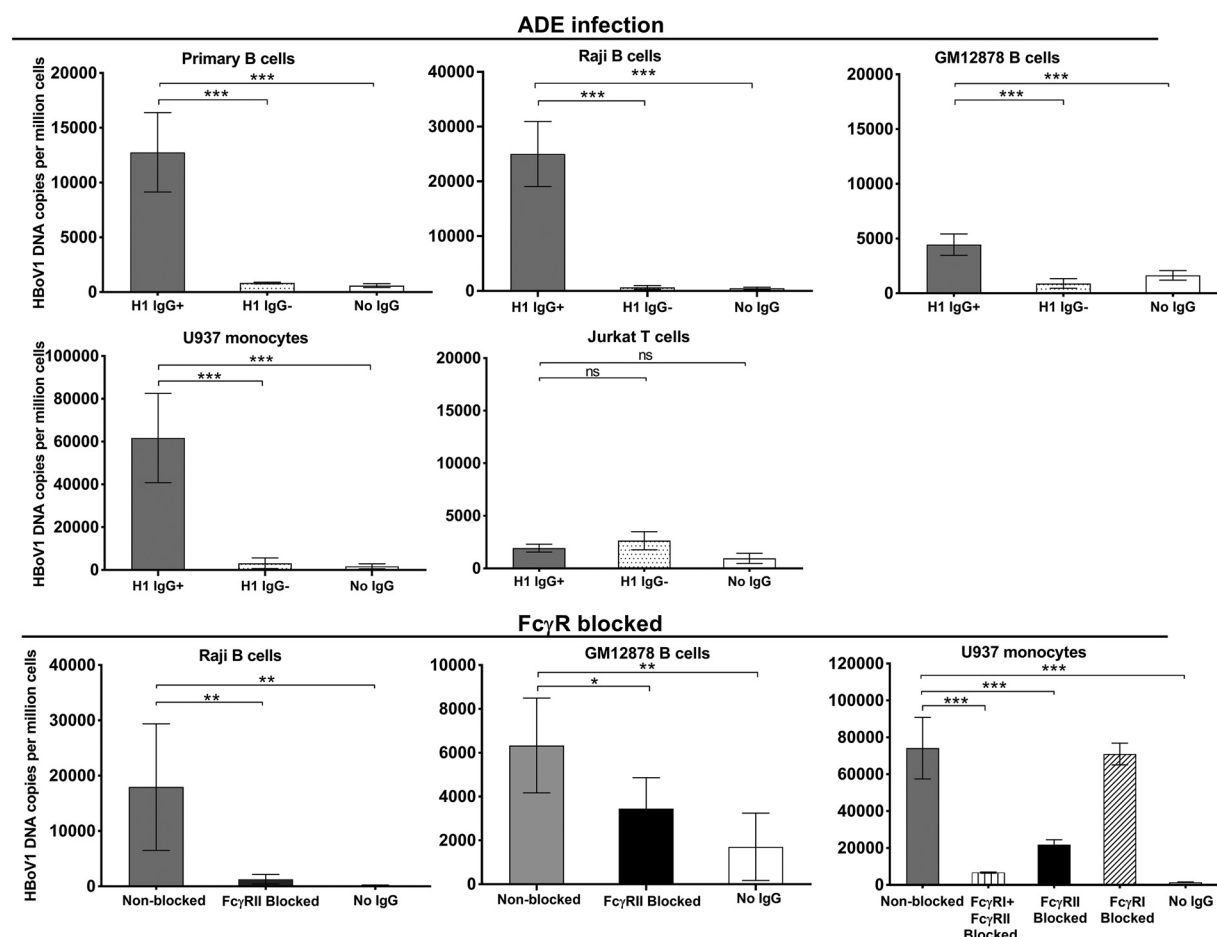 ADE infection
Primary B cells
HBoV1 DNA copies per million cells
20000
15000
10000
5000
0
***
***
H1 IgG+ H1 IgG- No IgG
Raji B cells
40000
30000
20000
10000
0
***
***
H1 IgG+ H1 IgG- No IgG
GM12878 B cells
20000
15000
10000
5000
0
***
***
H1 IgG+ H1 IgG- No IgG
U937 monocytes
HBoV1 DNA copies per million cells
100000
80000
60000
40000
20000
0
***
***
H1 IgG+ H1 IgG- No IgG
Jurkat T cells
20000
15000
10000
5000
0
ns
ns
H1 IgG+ H1 IgG- No IgG
FcγR blocked
Raji B cells
HBoV1 DNA copies per million cells
40000
30000
20000
10000
0
**
**
Non-blocked FcγRII Blocked No IgG
GM12878 B cells
10000
8000
6000
4000
2000
0
**
*
Non-blocked FcγRII Blocked No IgG
U937 monocytes
120000
100000
80000
60000
40000
20000
0
***
***
***
Non-blocked FcγRI+ FcγRII FcγRI No IgG
FcγRII Blocked Blocked
Blocked